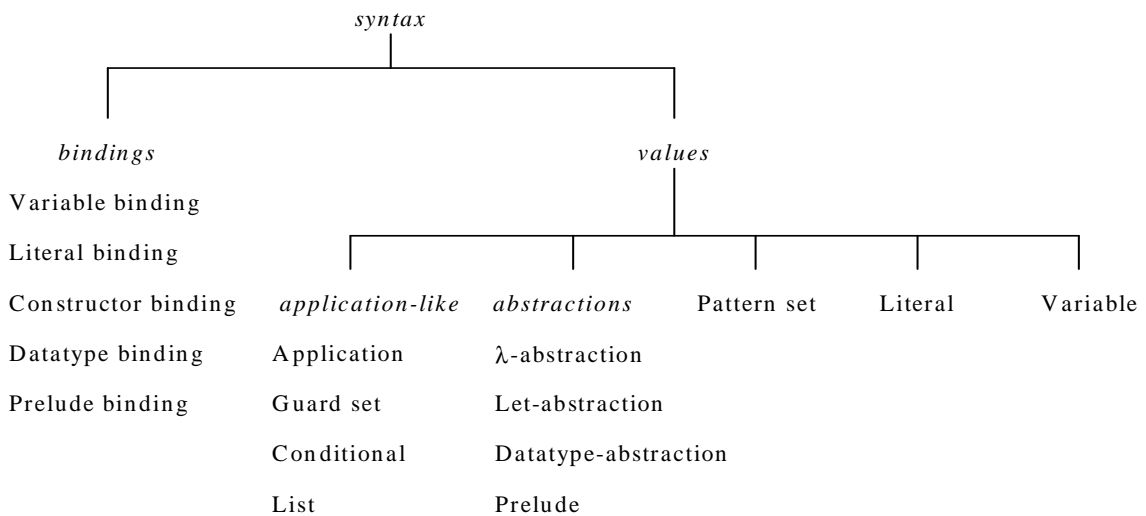 syntax
bindings values
Variable binding
Literal binding
Constructor binding application-like abstractions Pattern set Literal Variable
Datatype binding Application λ-abstraction
Prelude binding Guard set Let-abstraction
Conditional Datatype-abstraction
List Prelude